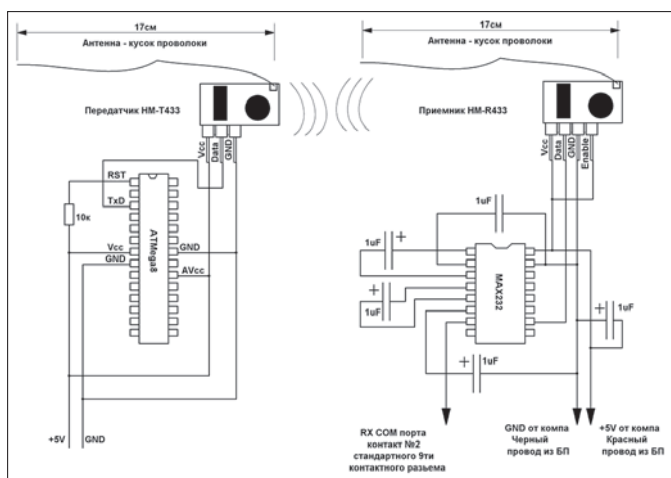 17см
Антенна - кусок проволоки
17см
Антенна - кусок проволоки
Передатчик НМ-Т433
Приемник HM-R433
Vcc
Data
GND
Vcc
Data
GND
Enable
RST
TxD
10к
ATMega8
Vcc
GND
GND
AVcc
+5V
GND
1uF
1uF
+
+
1uF
MAX232
+
1uF
+
1uF
RX COM порта
контакт №2
стандартного 9ти
контактного разьема
GND от компа
Черный
провод из БП
+5V от компа
Красный
провод из БП